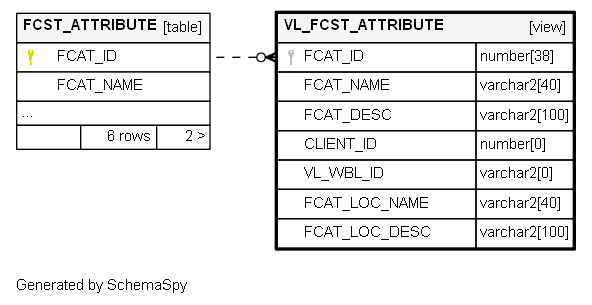 FCST_ATTRIBUTE [table]
FCAT_ID
FCAT_NAME
...
6 rows 2 >
VL_FCST_ATTRIBUTE [view]
FCAT_ID number[38]
FCAT_NAME varchar2[40]
FCAT_DESC varchar2[100]
CLIENT_ID number[0]
VL_WBL_ID varchar2[0]
FCAT_LOC_NAME varchar2[40]
FCAT_LOC_DESC varchar2[100]
Generated by SchemaSpy